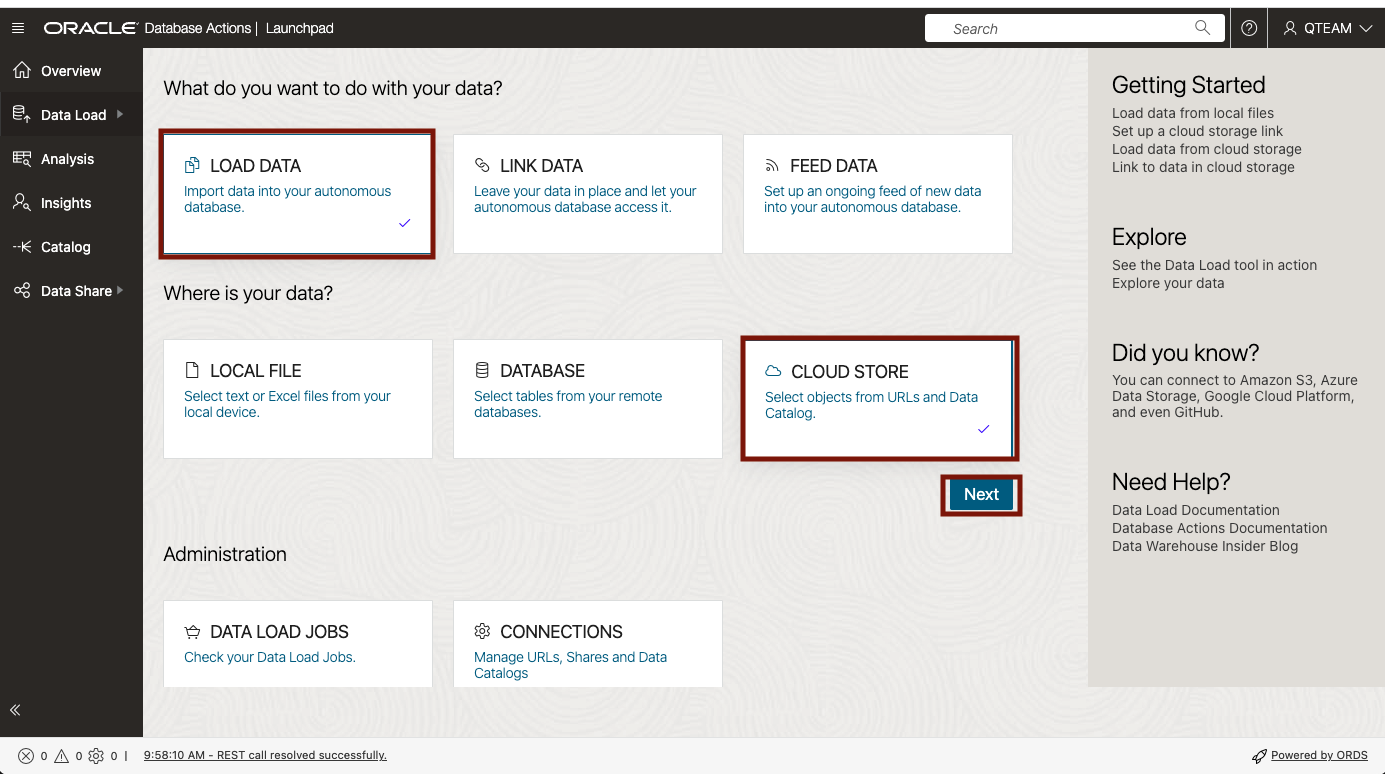 ORACLE Database Actions | Launchpad
Search
QTEAM
Overview
Data Load
Analysis
Insights
Catalog
Data Share
What do you want to do with your data?
LOAD DATA
Import data into your autonomous
database.
LINK DATA
Leave your data in place and let your
autonomous database access it.
FEED DATA
Set up an ongoing feed of new data
into your autonomous database.
Where is your data?
LOCAL FILE
Select text or Excel files from your
local device.
DATABASE
Select tables from your remote
databases.
CLOUD STORE
Select objects from URLs and Data
Catalog.
Next
Administration
DATA LOAD JOBS
Check your Data Load Jobs.
CONNECTIONS
Manage URLs, Shares and Data
Catalogs
Getting Started
Load data from local files
Set up a cloud storage link
Load data from cloud storage
Link to data in cloud storage
Explore
See the Data Load tool in action
Explore your data
Did you know?
You can connect to Amazon S3, Azure
Data Storage, Google Cloud Platform,
and even GitHub.
Need Help?
Data Load Documentation
Database Actions Documentation
Data Warehouse Insider Blog
0 0 0 | 9:58:10 AM - REST call resolved successfully.
Powered by ORDS